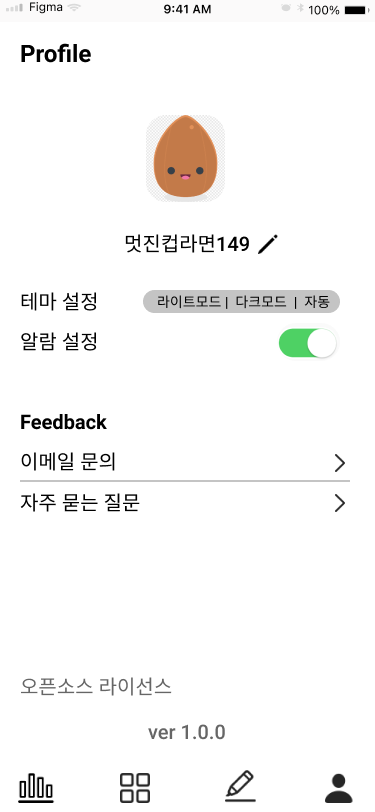 Figma 9:41 AM 100%
Profile
멋진컵라면149
테마 설정 라이트모드 | 다크모드 | 자동
알람 설정
Feedback
이메일 문의
자주 묻는 질문
오픈소스 라이선스
ver 1.0.0